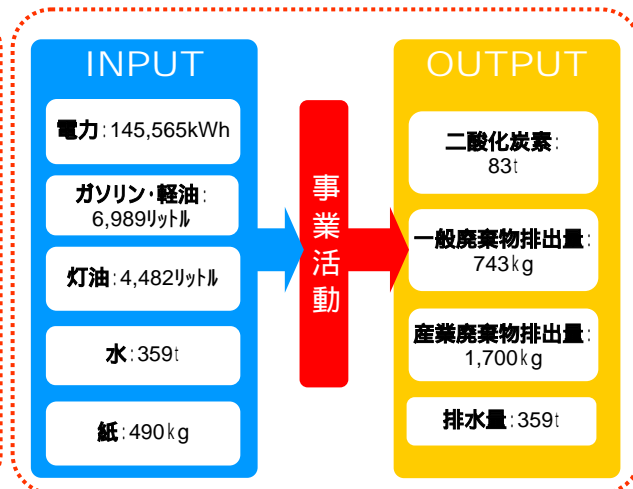 INPUT
電力:145,565kWh
ガソリン・軽油:
6,989リットル
灯油:4,482リットル
水:359t
紙:490kg
事業活動
OUTPUT
二酸化炭素:
83t
一般廃棄物排出量:
743kg
産業廃棄物排出量:
1,700kg
排水量:359t